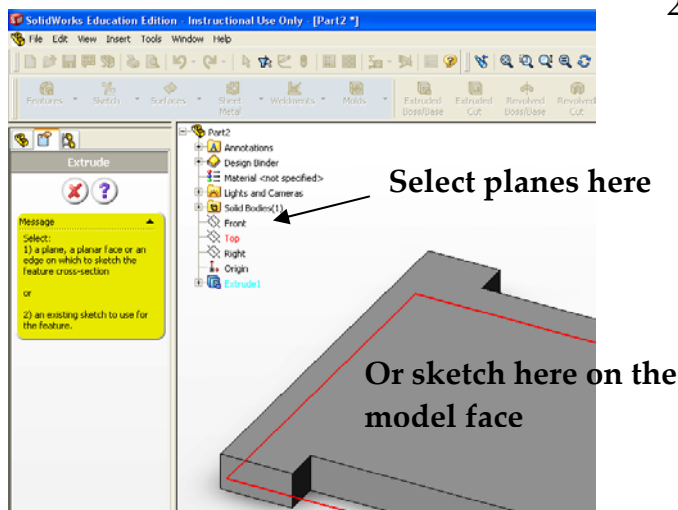 2
SolidWorks Education Edition - Instructional Use Only - [Part2 *]
File Edit View Insert Tools Window Help
Features Sketch Surfaces Sheet Metal Weldments Molds Extruded Boss/Base Extruded Cut Revolved Boss/Base Revolved Cut
Extrude
Message
Select:
1) a plane, a planar face or an
edge on which to sketch the
feature cross-section
or
2) an existing sketch to use for
the feature.
Part2
Annotations
Design Binder
Material <not specified>
Lights and Cameras
Solid Bodies(1)
Front
Top
Right
Origin
Extrude1
Select planes here
Or sketch here on the
model face